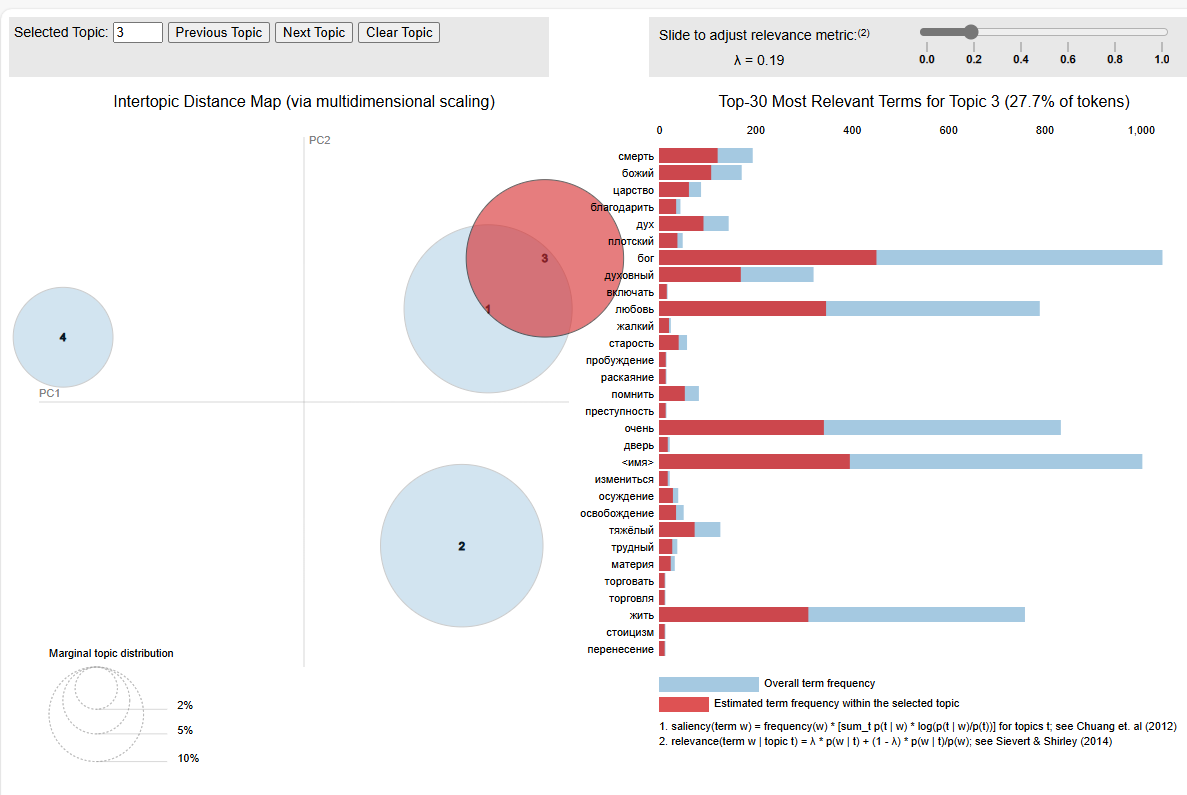 Selected Topic: 3 Previous Topic Next Topic Clear Topic
Slide to adjust relevance metric:(2)
λ = 0.19
0.0 0.2 0.4 0.6 0.8 1.0
Intertopic Distance Map (via multidimensional scaling)
PC2
PC1
3
1
4
2
Marginal topic distribution
2%
5%
10%
Top-30 Most Relevant Terms for Topic 3 (27.7% of tokens)
0 200 400 600 800 1,000
смерть
божий
царство
благодарить
дух
плотский
бог
духовный
включать
любовь
жалкий
старость
пробуждение
раскаяние
помнить
преступность
очень
дверь
<имя>
измениться
осуждение
освобождение
тяжёлый
трудный
материя
торговать
торговля
жить
стоицизм
перенесение
Overall term frequency
Estimated term frequency within the selected topic
1. saliency(term w) = frequency(w) * [sum_t p(t | w) * log(p(t | w)/p(t))] for topics t; see Chuang et. al (2012)
2. relevance(term w | topic t) = λ * p(w | t) + (1 - λ) * p(w | t)/p(w); see Sievert & Shirley (2014)